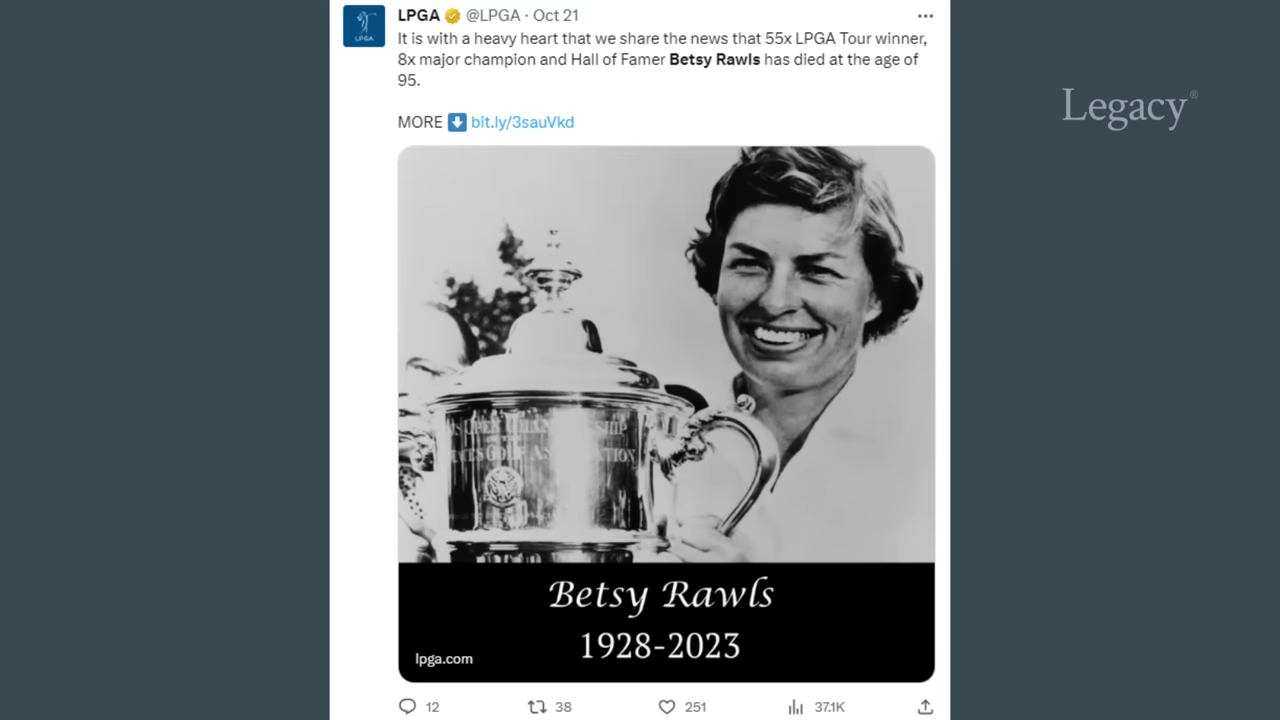 LPGA @LPGA · Oct 21
It is with a heavy heart that we share the news that 55x LPGA Tour winner,
8x major champion and Hall of Famer Betsy Rawls has died at the age of
95.
MORE bit.ly/3sauVkd
Legacy®
LPGA
OPEN
GOLF
Betsy Rawls
1928-2023
lpga.com
12
38
251
37.1K